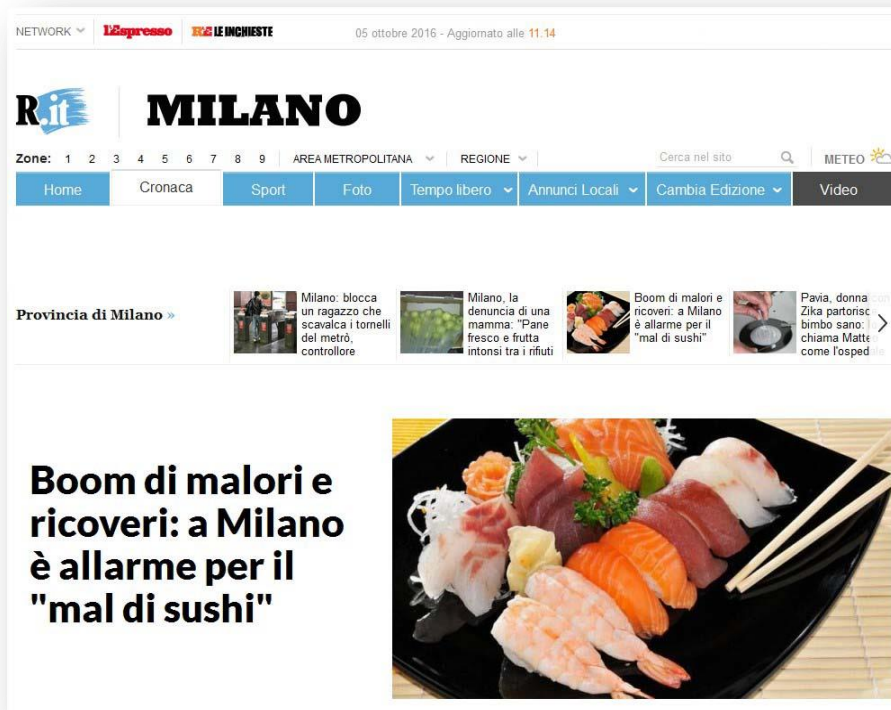 NETWORK L'Espresso RE LE INCHIESTE 05 ottobre 2016 - Aggiornato alle 11.14
R.it MILANO
Zone: 1 2 3 4 5 6 7 8 9 AREA METROPOLITANA REGIONE Cerca nel sito METEO
Home Cronaca Sport Foto Tempo libero Annunci Locali Cambia Edizione Video
Provincia di Milano »
Milano: blocca
un ragazzo che
scavalca i tornelli
del metrò,
controllore
Milano, la
denuncia di una
mamma: "Pane
fresco e frutta
intonsi tra i rifiuti
Boom di malori e
ricoveri: a Milano
è allarme per il
"mal di sushi"
Pavia, donna con
Zika partorisc
bimbo sano:
chiama Matte
come l'osped
Boom di malori e
ricoveri: a Milano
è allarme per il
"mal di sushi"